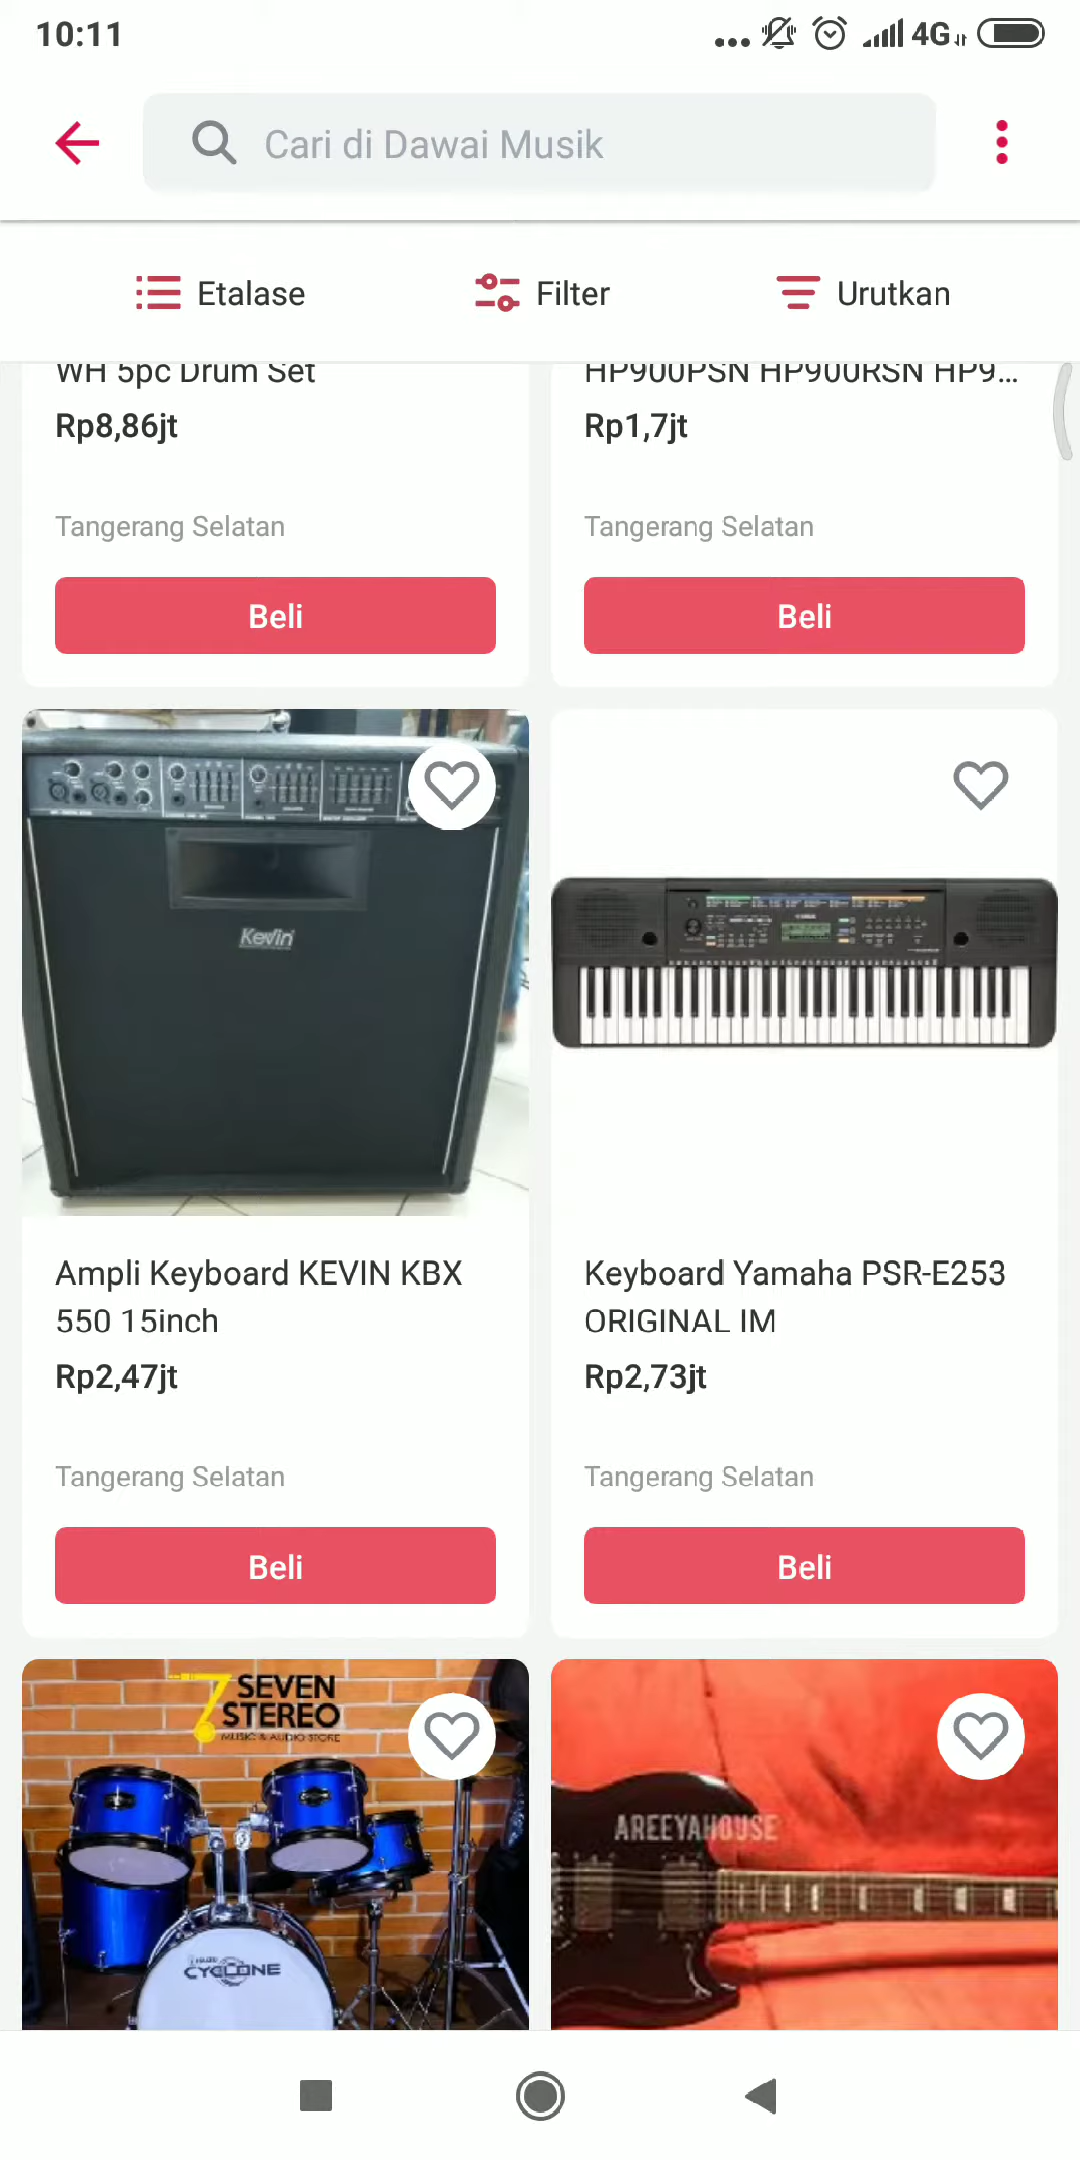 10:11
4G
Cari di Dawai Musik
Etalase
Filter
Urutkan
WH 5pc Drum Set
Rp8,86jt
Tangerang Selatan
Beli
HP900PSN HP900RSN HP9...
Rp1,7jt
Tangerang Selatan
Beli
Kevin
Ampli Keyboard KEVIN KBX
550 15inch
Rp2,47jt
Tangerang Selatan
Beli
Keyboard Yamaha PSR-E253
ORIGINAL IM
Rp2,73jt
Tangerang Selatan
Beli
7 SEVEN
STEREO
MUSIC & AUDIO STORE
CYCLONE
AREEYAHOUSE